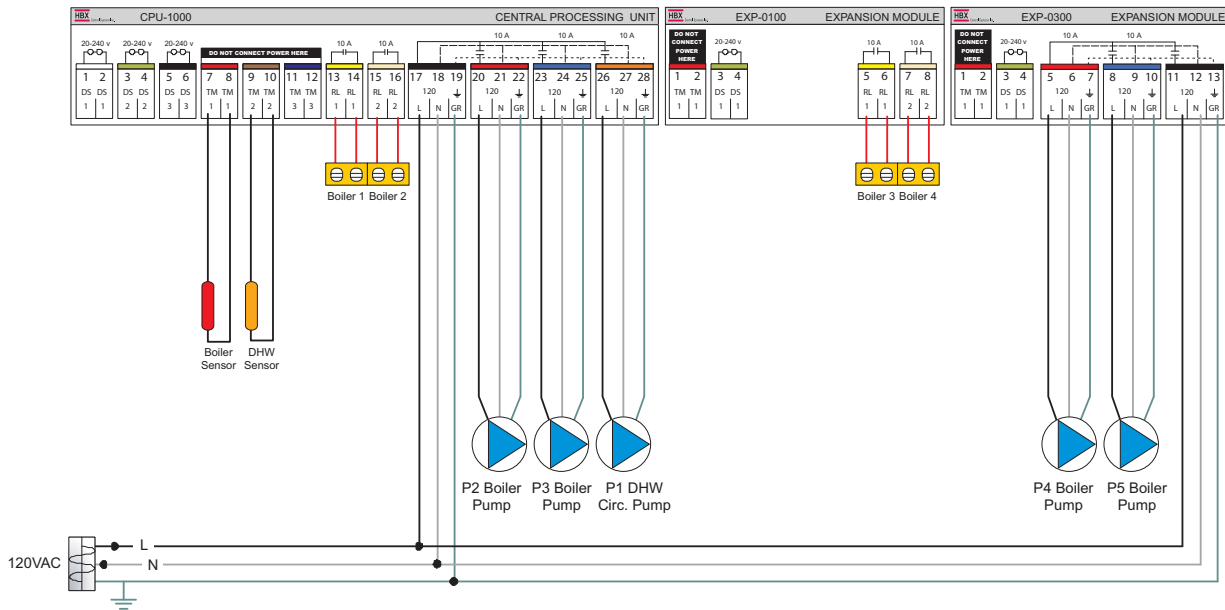 HBX CPU-1000 CENTRAL PROCESSING UNIT
20-240 v 20-240 v 20-240 v DO NOT CONNECT POWER HERE 10 A 10 A 10 A 10 A 10 A
1 2 3 4 5 6 7 8 9 10 11 12 13 14 15 16 17 18 19 20 21 22 23 24 25 26 27 28
DS DS DS DS DS DS TM TM TM TM TM TM RL RL RL RL 120 120 120 120
1 1 2 2 3 3 1 1 2 2 3 3 1 1 2 2 L N GR L N GR L N GR L N GR
HBX EXP-0100 EXPANSION MODULE
DO NOT
CONNECT
POWER
HERE
20-240 v 10 A 10 A
1 2 3 4 5 6 7 8
TM TM DS DS RL RL RL RL
1 1 1 1 1 1 2 2
HBX EXP-0300 EXPANSION MODULE
DO NOT
CONNECT
POWER
HERE
20-240 v 10 A 10 A
1 2 3 4 5 6 7 8 9 10 11 12 13
TM TM DS DS 120 120 120
1 1 1 1 L N GR L N GR L N GR
Boiler 1 Boiler 2
Boiler 3 Boiler 4
Boiler
Sensor
DHW
Sensor
P2 Boiler
Pump
P3 Boiler
Pump
P1 DHW
Circ. Pump
P4 Boiler
Pump
P5 Boiler
Pump
L
120VAC
N